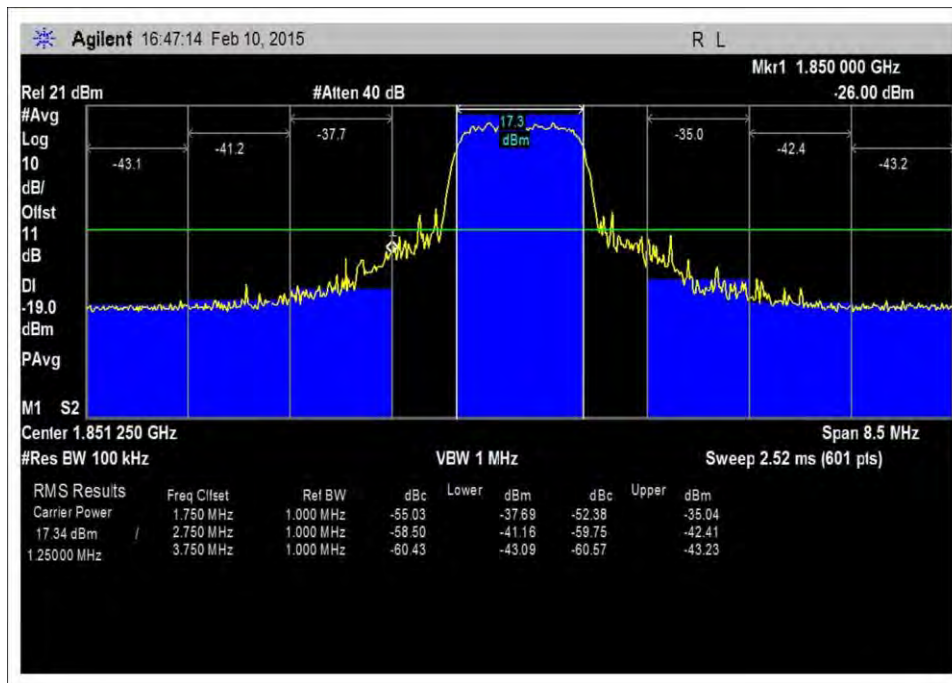 Agilent 16:47:14 Feb 10, 2015 R L
Mkr1 1.850 000 GHz
Rel 21 dBm #Atten 40 dB -26.00 dBm
#Avg
Log
10
dB/
Offst
11
dB
DI
-19.0
dBm
PAvg
M1 S2
-43.1 -41.2 -37.7 17.3 dBm -35.0 -42.4 -43.2
1
Center 1.851 250 GHz Span 8.5 MHz
#Res BW 100 kHz VBW 1 MHz Sweep 2.52 ms (601 pts)
RMS Results Freq Clfset Ref BW dBc Lower dBm dBc Upper dBm
Carrier Power 1.750 MHz 1.000 MHz -55.03 -37.69 -52.38 -35.04
17.34 dBm / 2.750 MHz 1.000 MHz -58.50 -41.16 -59.75 -42.41
1.25000 MHz 3.750 MHz 1.000 MHz -60.43 -43.09 -60.57 -43.23